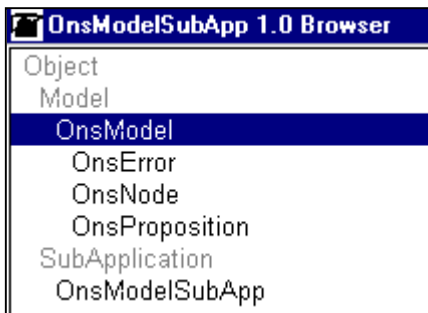 OnsModelSubApp 1.0 Browser
Object
Model
OnsModel
OnsError
OnsNode
OnsProposition
SubApplication
OnsModelSubApp